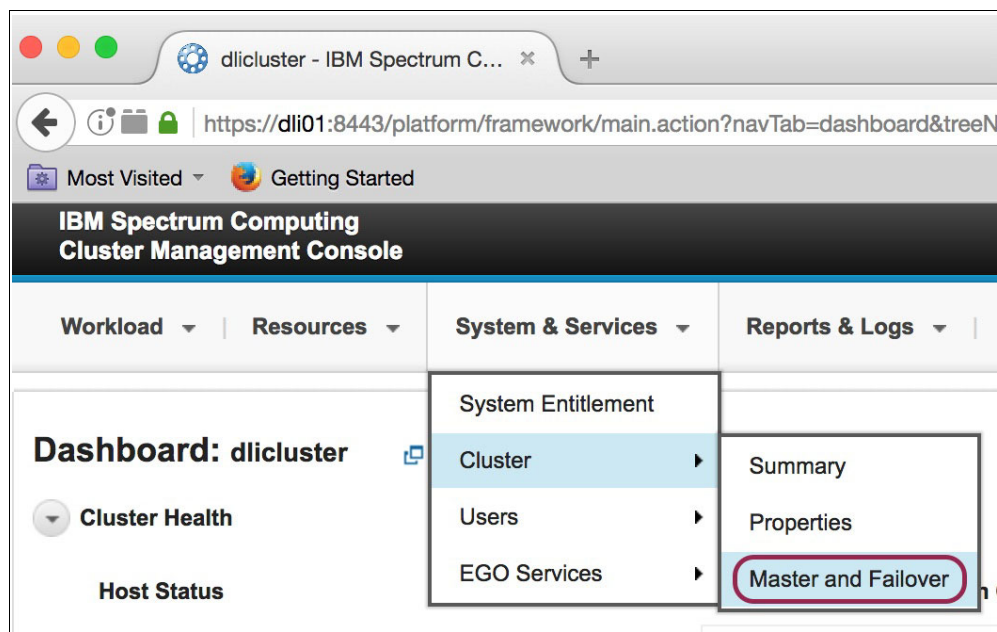 dlicluster - IBM Spectrum C...
https://dli01:8443/platform/framework/main.action?navTab=dashboard&treeN
Most Visited
Getting Started
IBM Spectrum Computing
Cluster Management Console
Workload
Resources
System & Services
Reports & Logs
System Entitlement
Cluster
Users
EGO Services
Summary
Properties
Master and Failover
Dashboard: dlicluster
Cluster Health
Host Status